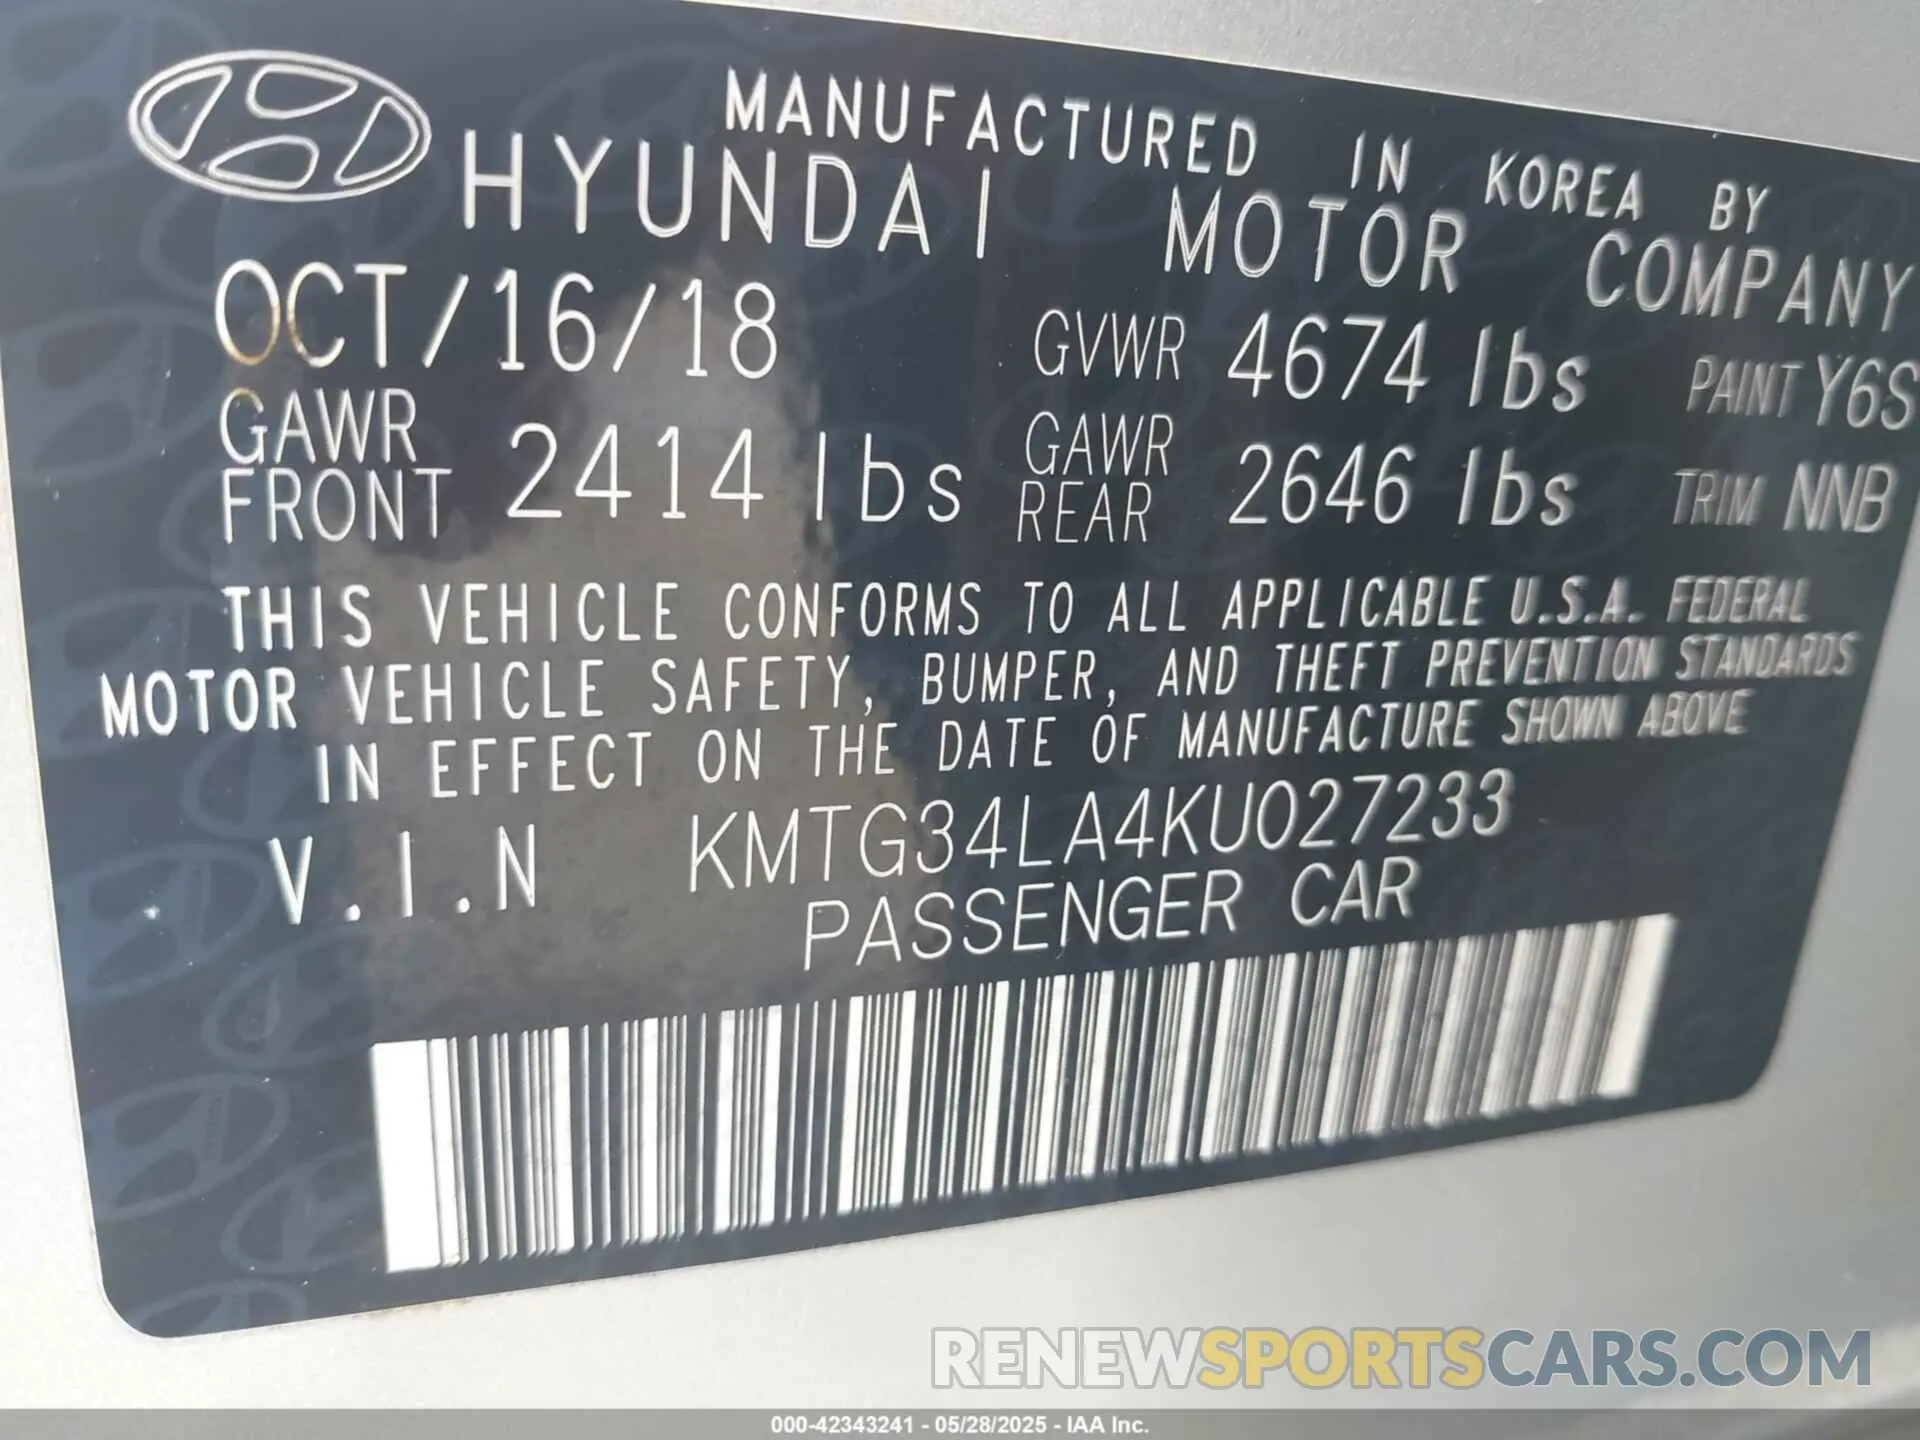 MANUFACTURED IN KOREA BY
HYUNDAI MOTOR COMPANY
OCT/16/18 GVWR 4674 lbs PAINT Y6S
GAWR FRONT 2414 lbs GAWR REAR 2646 lbs TRIM NNB
THIS VEHICLE CONFORMS TO ALL APPLICABLE U.S.A. FEDERAL
MOTOR VEHICLE SAFETY, BUMPER, AND THEFT PREVENTION STANDARDS
IN EFFECT ON THE DATE OF MANUFACTURE SHOWN ABOVE
V.I.N KMTG34LA4KU027233
PASSENGER CAR
RENEWSPORTSCARS.COM
000-42343241 - 05/28/2025 - IAA Inc.